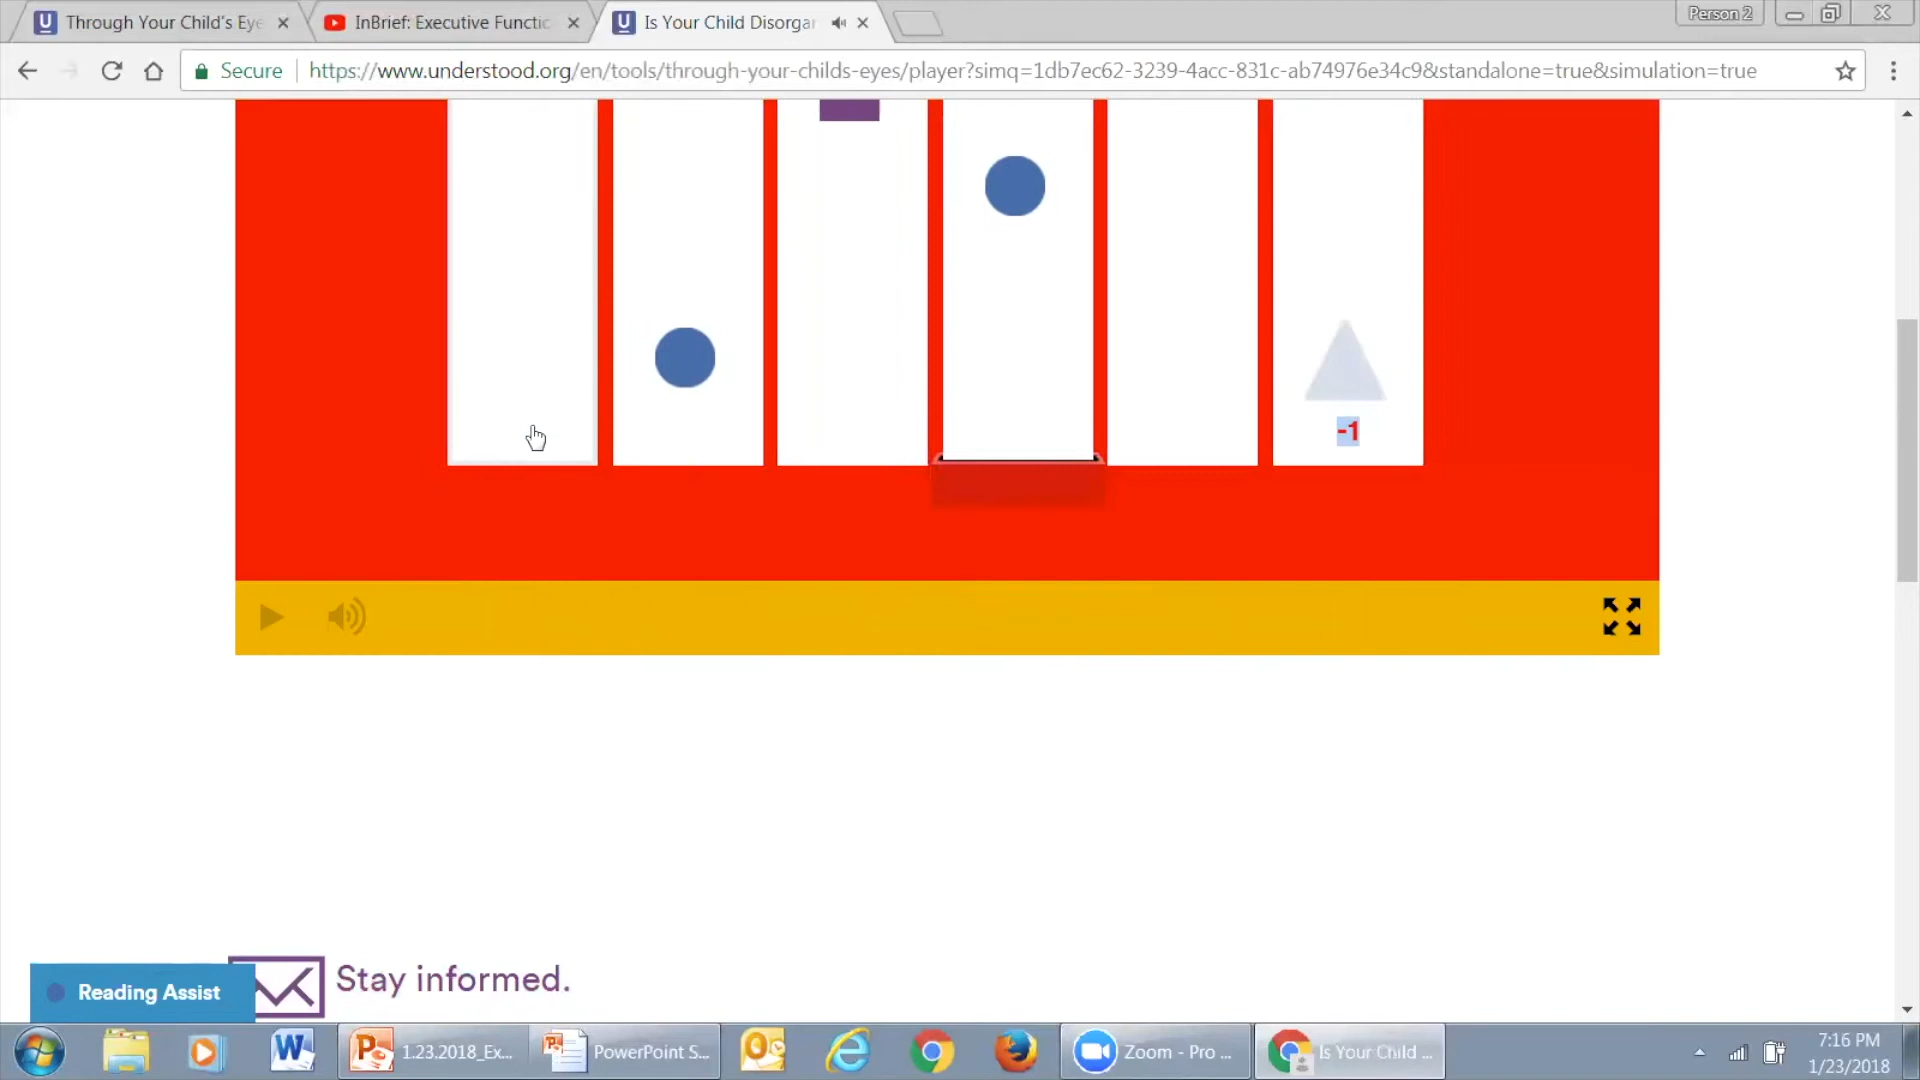 Through Your Child's Eye
InBrief: Executive Functic
Is Your Child Disorgar
Person 2
Secure
https://www.understood.org/en/tools/through-your-childs-eyes/player?simq=1db7ec62-3239-4acc-831c-ab74976e34c9&standalone=true&simulation=true
-1
Stay informed.
Reading Assist
1.23.2018_Ex...
PowerPoint S...
Zoom - Pro ...
Is Your Child ...
7:16 PM
1/23/2018